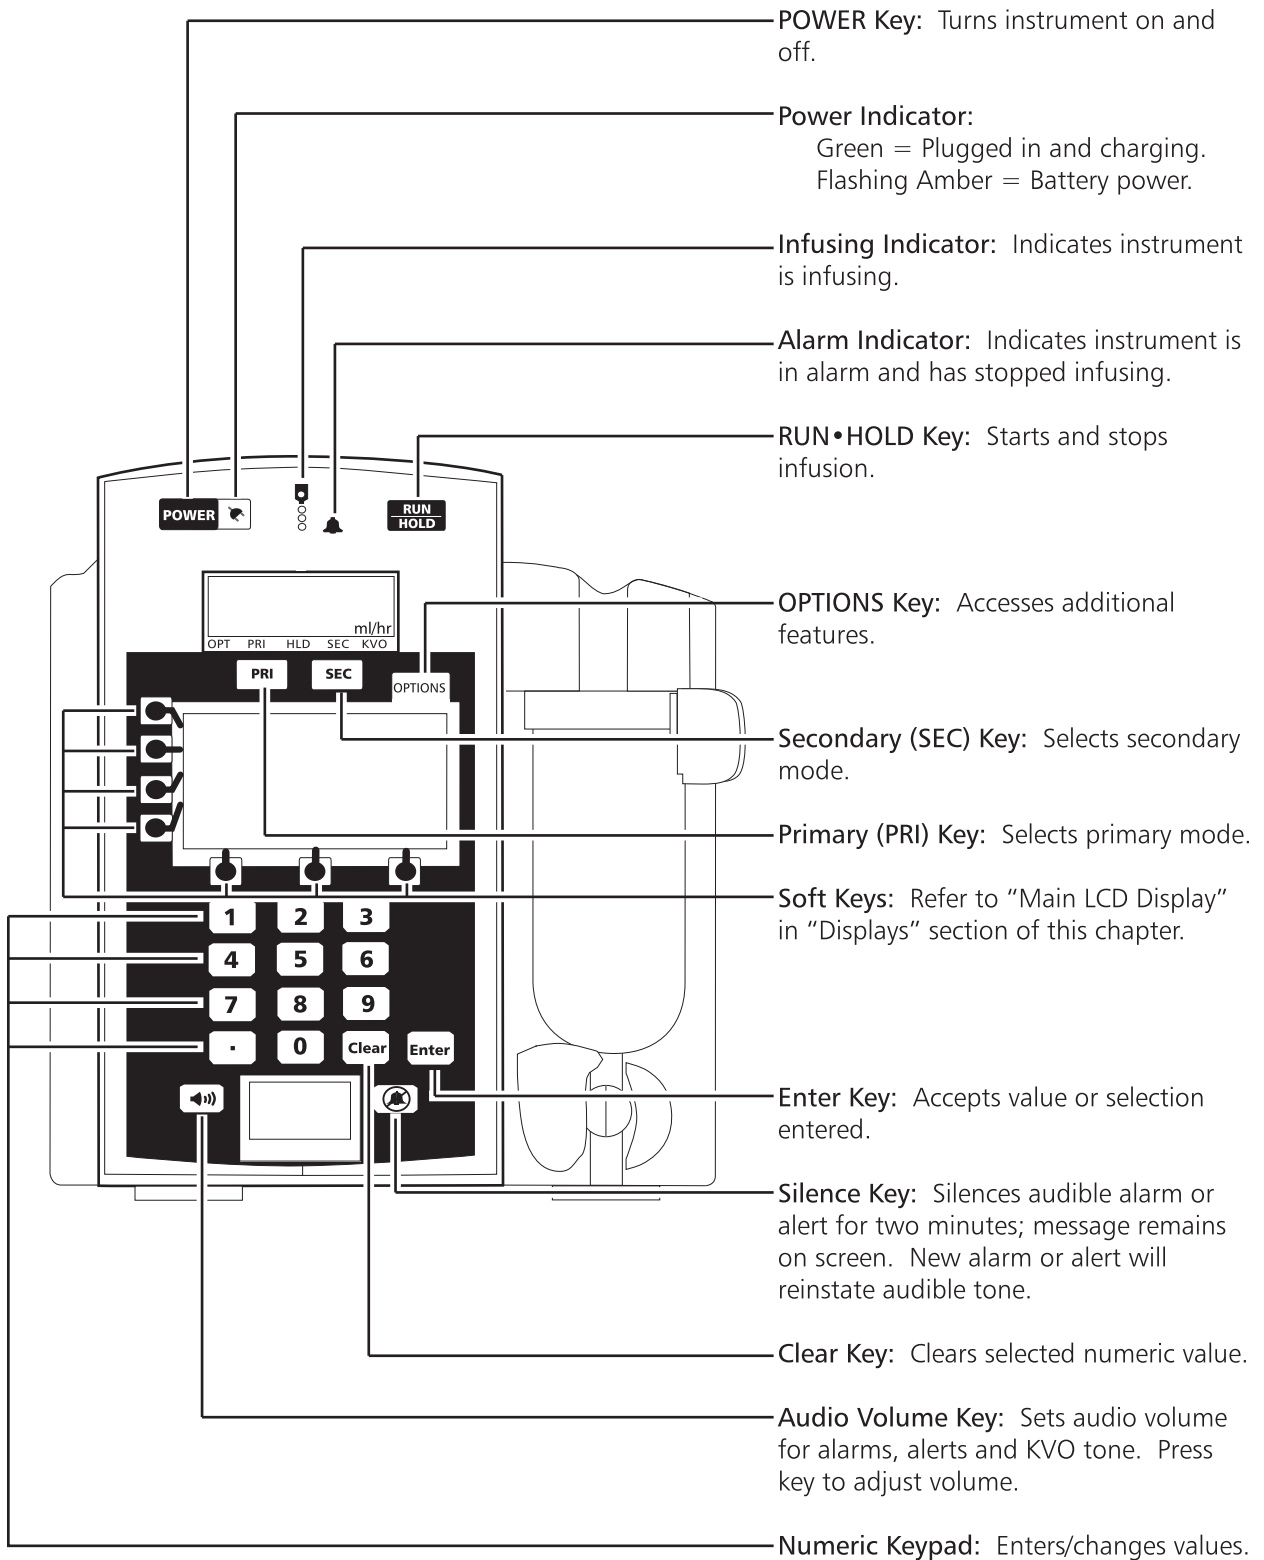 POWER Key: Turns instrument on and
off.
Power Indicator:
Green = Plugged in and charging.
Flashing Amber = Battery power.
Infusing Indicator: Indicates instrument
is infusing.
Alarm Indicator: Indicates instrument is
in alarm and has stopped infusing.
RUN•HOLD Key: Starts and stops
infusion.
POWER
RUN
HOLD
ml/hr
OPT PRI HLD SEC KVO
PRI SEC
OPTIONS
OPTIONS Key: Accesses additional
features.
Secondary (SEC) Key: Selects secondary
mode.
Primary (PRI) Key: Selects primary mode.
Soft Keys: Refer to “Main LCD Display”
in “Displays” section of this chapter.
1 2 3
4 5 6
7 8 9
. 0 Clear Enter
Enter Key: Accepts value or selection
entered.
Silence Key: Silences audible alarm or
alert for two minutes; message remains
on screen. New alarm or alert will
reinstate audible tone.
Clear Key: Clears selected numeric value.
Audio Volume Key: Sets audio volume
for alarms, alerts and KVO tone. Press
key to adjust volume.
Numeric Keypad: Enters/changes values.